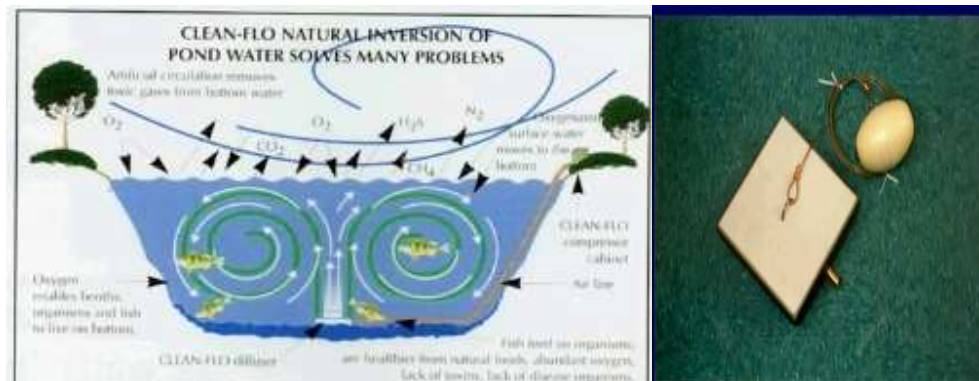 CLEAN-FLO NATURAL INVERSION OF
POND WATER SOLVES MANY PROBLEMS
Artificial circulation removes
toxic gases from bottom water
O2
O2
H2S
N2
CO2
CH4
Oxygenated
surface water
moves to the
bottom
CLEAN-FLO
compressor
cabinet
Air line
Oxygen
enables benthic
organisms and fish
to live on bottom.
CLEAN-FLO diffuser
Fish feed on organisms,
are healthier from natural foods, abundant oxygen,
lack of toxins, lack of disease organisms.